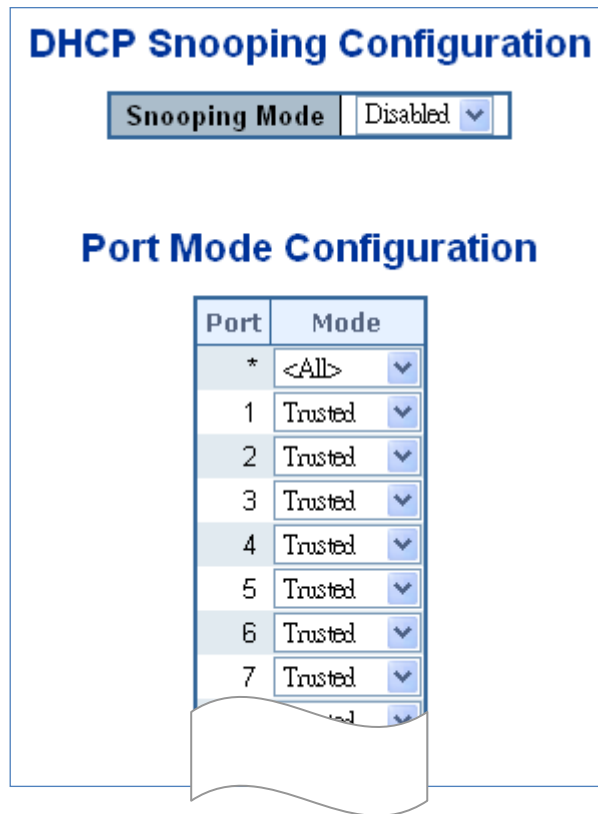 DHCP Snooping Configuration
Snooping Mode Disabled
Port Mode Configuration
Port Mode
* <All>
1 Trusted
2 Trusted
3 Trusted
4 Trusted
5 Trusted
6 Trusted
7 Trusted